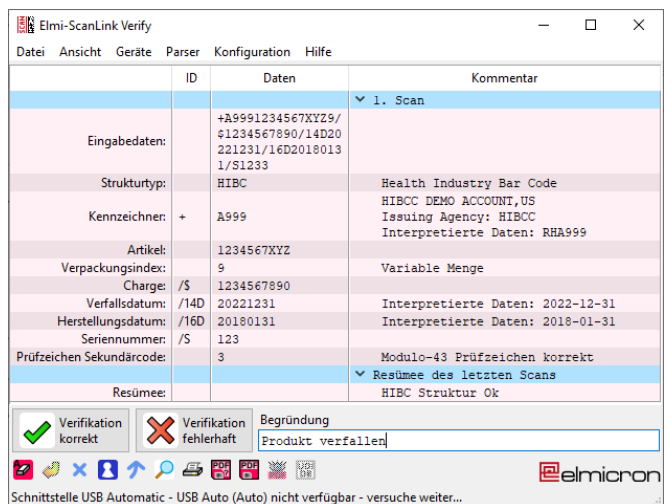 Elmi-ScanLink Verify
Datei Ansicht Geräte Parser Konfiguration Hilfe
ID Daten Kommentar
1. Scan
Eingabedaten: +A9991234567XYZ9/
$1234567890/14D20
221231/16D2018013
1/S1233
Strukturtyp: HIBC Health Industry Bar Code
Kennzeichner: + A999 HIBCC DEMO ACCOUNT,US
Issuing Agency: HIBCC
Interpretierte Daten: RHA999
Artikel: 1234567XYZ
Verpackungsindex: 9 Variable Menge
Charge: /$ 1234567890
Verfallsdatum: /14D 20221231 Interpretierte Daten: 2022-12-31
Herstellungsdatum: /16D 20180131 Interpretierte Daten: 2018-01-31
Seriennummer: /S 123
Prüfzeichen Sekundärcode: 3 Modulo-43 Prüfzeichen korrekt
Resümee des letzten Scans
Resümee: HIBC Struktur Ok
Verifikation korrekt
Verifikation fehlerhaft
Begründung
Produkt verfallen
PDF PDF
elmicron
Schnittstelle USB Automatic - USB Auto (Auto) nicht verfügbar - versuche weiter...